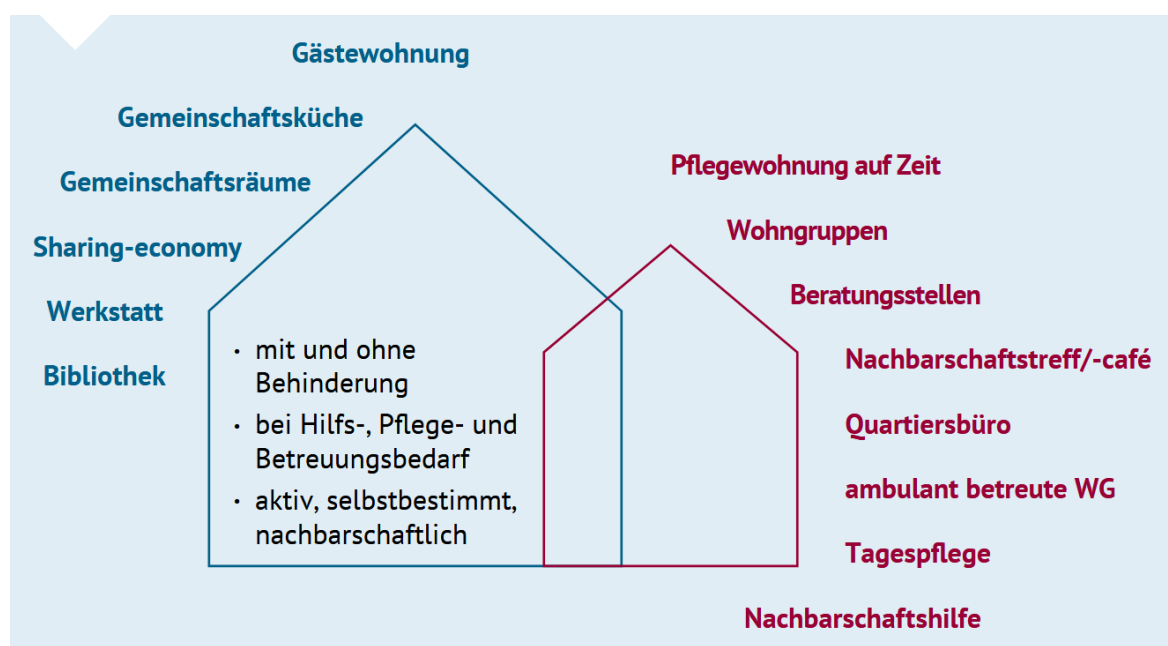 Gästewohnung
Gemeinschaftsküche
Gemeinschaftsräume
Sharing-economy
Werkstatt
Bibliothek
· mit und ohne
Behinderung
· bei Hilfs-, Pflege- und
Betreuungsbedarf
· aktiv, selbstbestimmt,
nachbarschaftlich
Pflegewohnung auf Zeit
Wohngruppen
Beratungsstellen
Nachbarschaftstreff/-café
Quartiersbüro
ambulant betreute WG
Tagespflege
Nachbarschaftshilfe